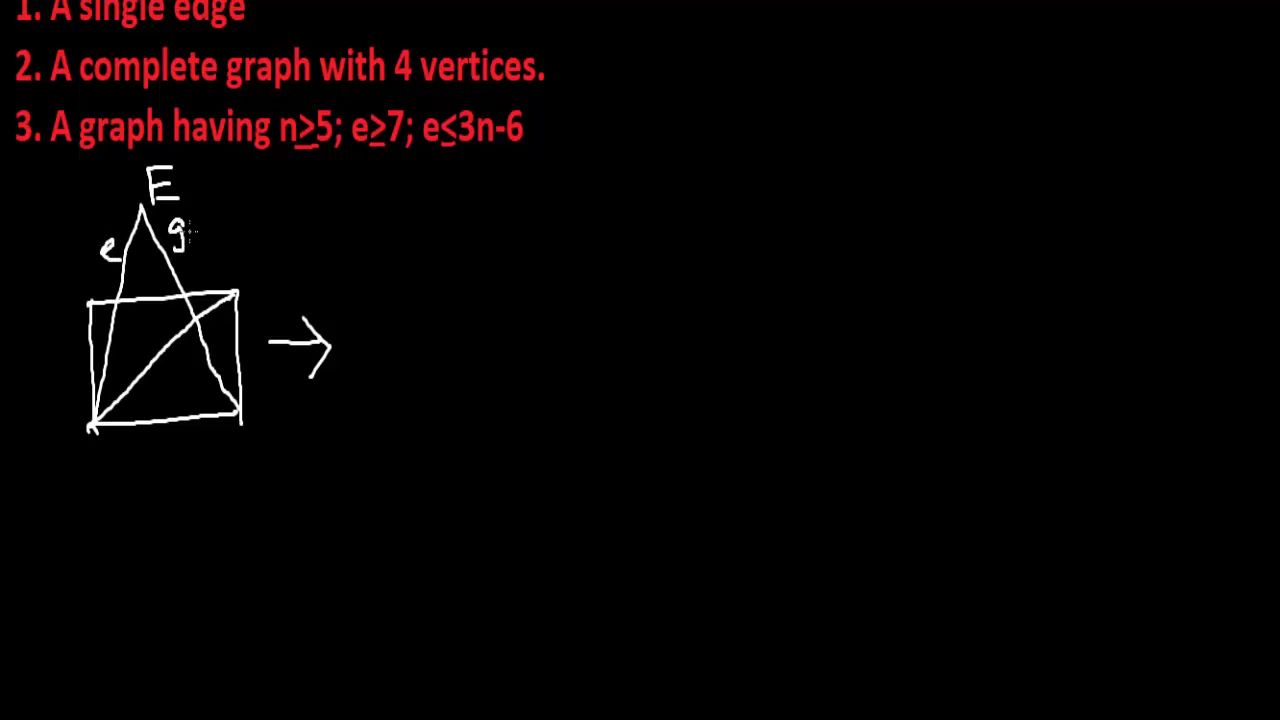 1. A single edge
2. A complete graph with 4 vertices.
3. A graph having n≥5; e≥7; e≤3n-6
E
e
g